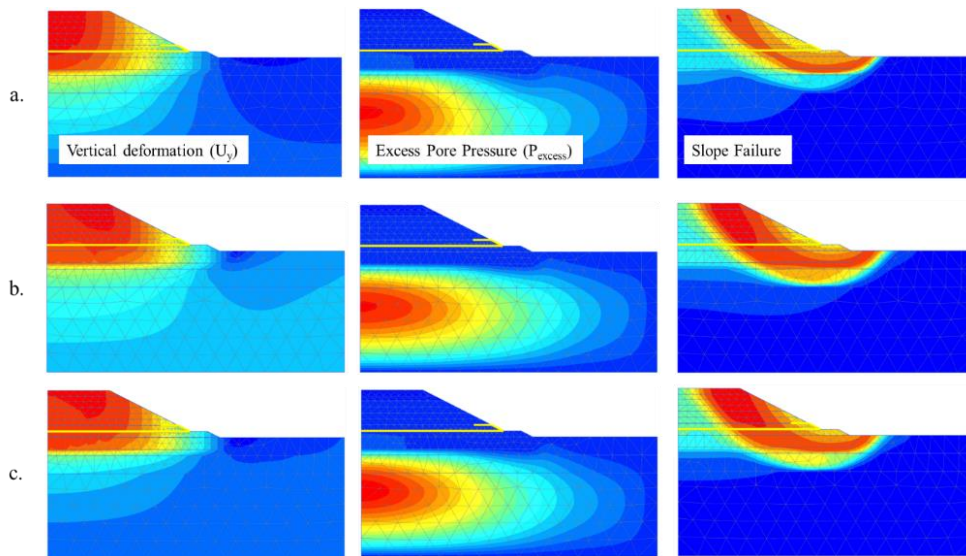 a.
Vertical deformation (Uy)
Excess Pore Pressure (Pexcess)
Slope Failure
b.
c.